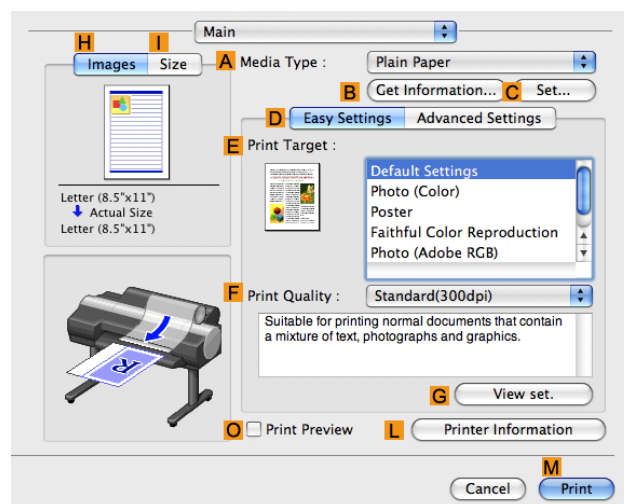 Main
H
I
Images
Size
A
Media Type :
Plain Paper
B
Get Information...
C
Set...
D
Easy Settings
Advanced Settings
E
Print Target :
Default Settings
Photo (Color)
Poster
Faithful Color Reproduction
Photo (Adobe RGB)
Letter (8.5"x11")
Actual Size
Letter (8.5"x11")
F
Print Quality :
Standard(300dpi)
Suitable for printing normal documents that contain
a mixture of text, photographs and graphics.
R
G
View set.
O
Print Preview
L
Printer Information
M
Cancel
Print